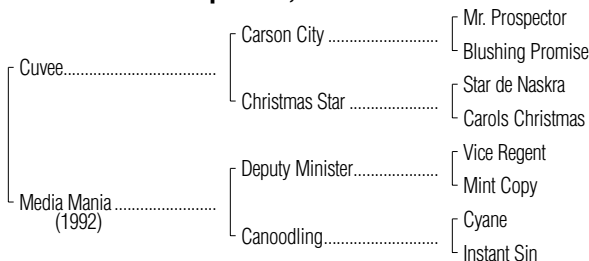 Mr. Prospector
Carson City ........................
Blushing Promise
Cuvee.................................
Star de Naskra
Christmas Star ...................
Carols Christmas
Vice Regent
Deputy Minister..................
Mint Copy
Media Mania ......................
(1992)
Cyane
Canoodling.........................
Instant Sin